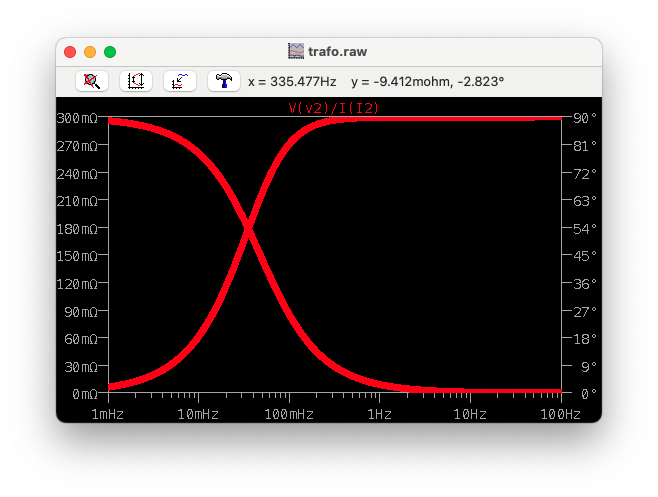 trafo.raw
x = 335.477Hz y = -9.412mohm, -2.823°
V(v2)/I(I2)
300mΩ 90°
270mΩ 81°
240mΩ 72°
210mΩ 63°
180mΩ 54°
150mΩ 45°
120mΩ 36°
90mΩ 27°
60mΩ 18°
30mΩ 9°
0mΩ 0°
1mHz 10mHz 100mHz 1Hz 10Hz 100Hz